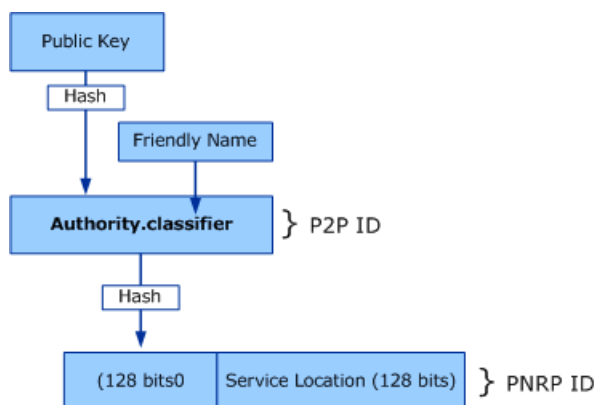 Public Key
Hash
Friendly Name
Authority.classifier } P2P ID
Hash
(128 bits0 Service Location (128 bits) } PNRP ID